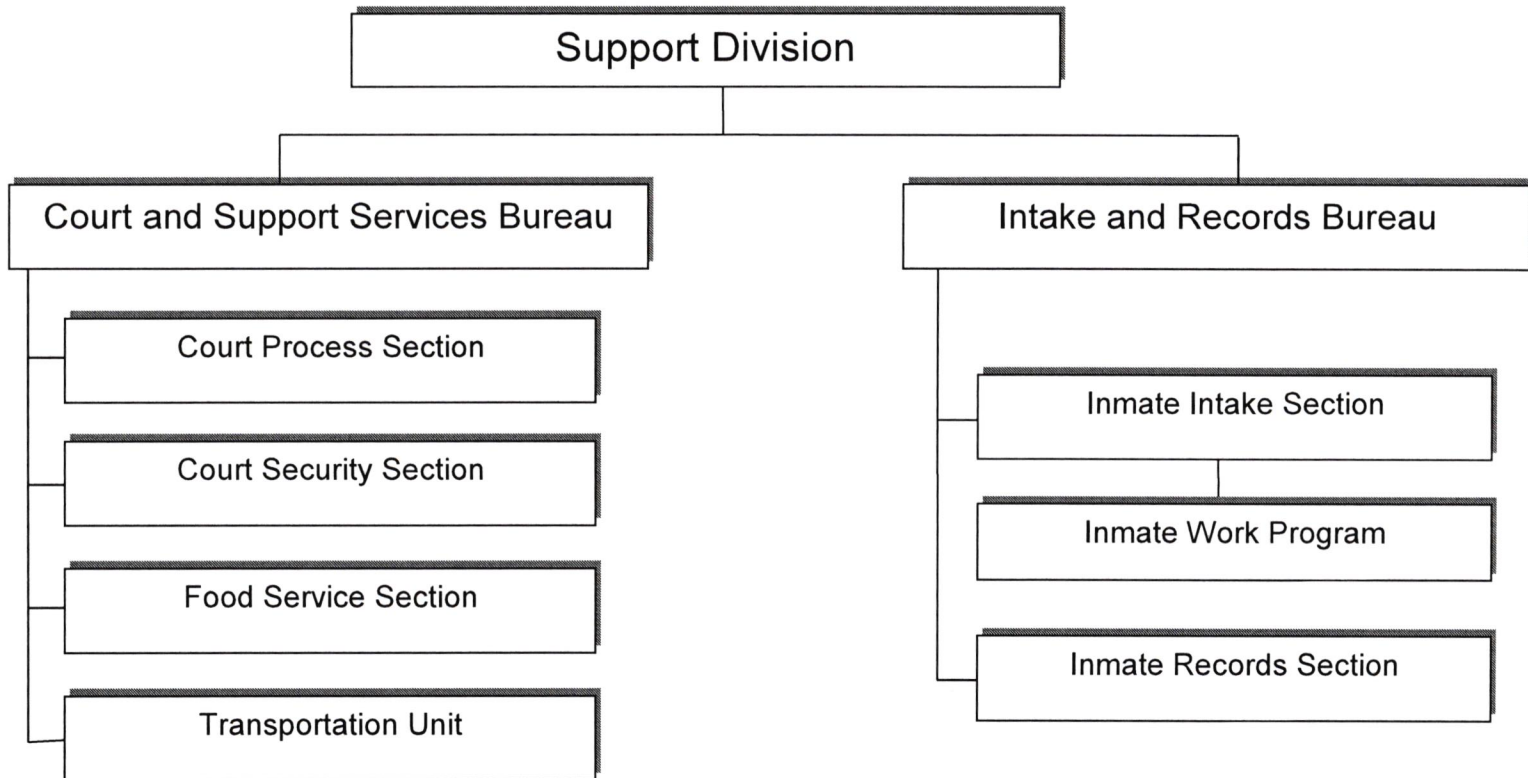 Support Division
Court and Support Services Bureau
Intake and Records Bureau
Court Process Section
Court Security Section
Food Service Section
Transportation Unit
Inmate Intake Section
Inmate Work Program
Inmate Records Section